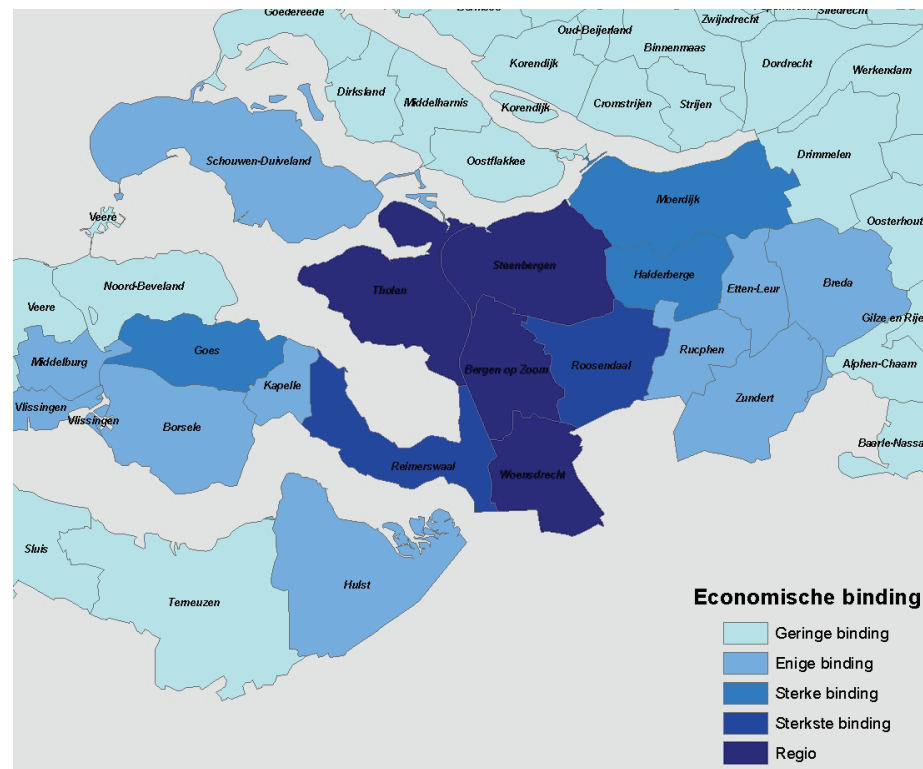 Goedereede
Zwijndrecht
Sliedrecht
Oud-Beijerland
Binnenmaas
Korendijk
Dordrecht
Werkendam
Dirksland
Middelharnis
Korendijk
Cromstrijen
Strijen
Schouwen-Duiveland
Oostflakkee
Drimmelen
Moerdijk
Veere
Oosterhout
Steenbergen
Halderberge
Noord-Beveland
Tholen
Etten-Leur
Breda
Veere
Gilze en Rije
Goes
Rucphen
Middelburg
Kapelle
Bergen op Zoom
Roosendaal
Alphen-Chaam
Zundert
Vlissingen
Vlissingen
Borsele
Baarle-Nassa
Reimerswaal
Woensdrecht
Sluis
Hulst
Terneuzen
Economische binding
Geringe binding
Enige binding
Sterke binding
Sterkste binding
Regio